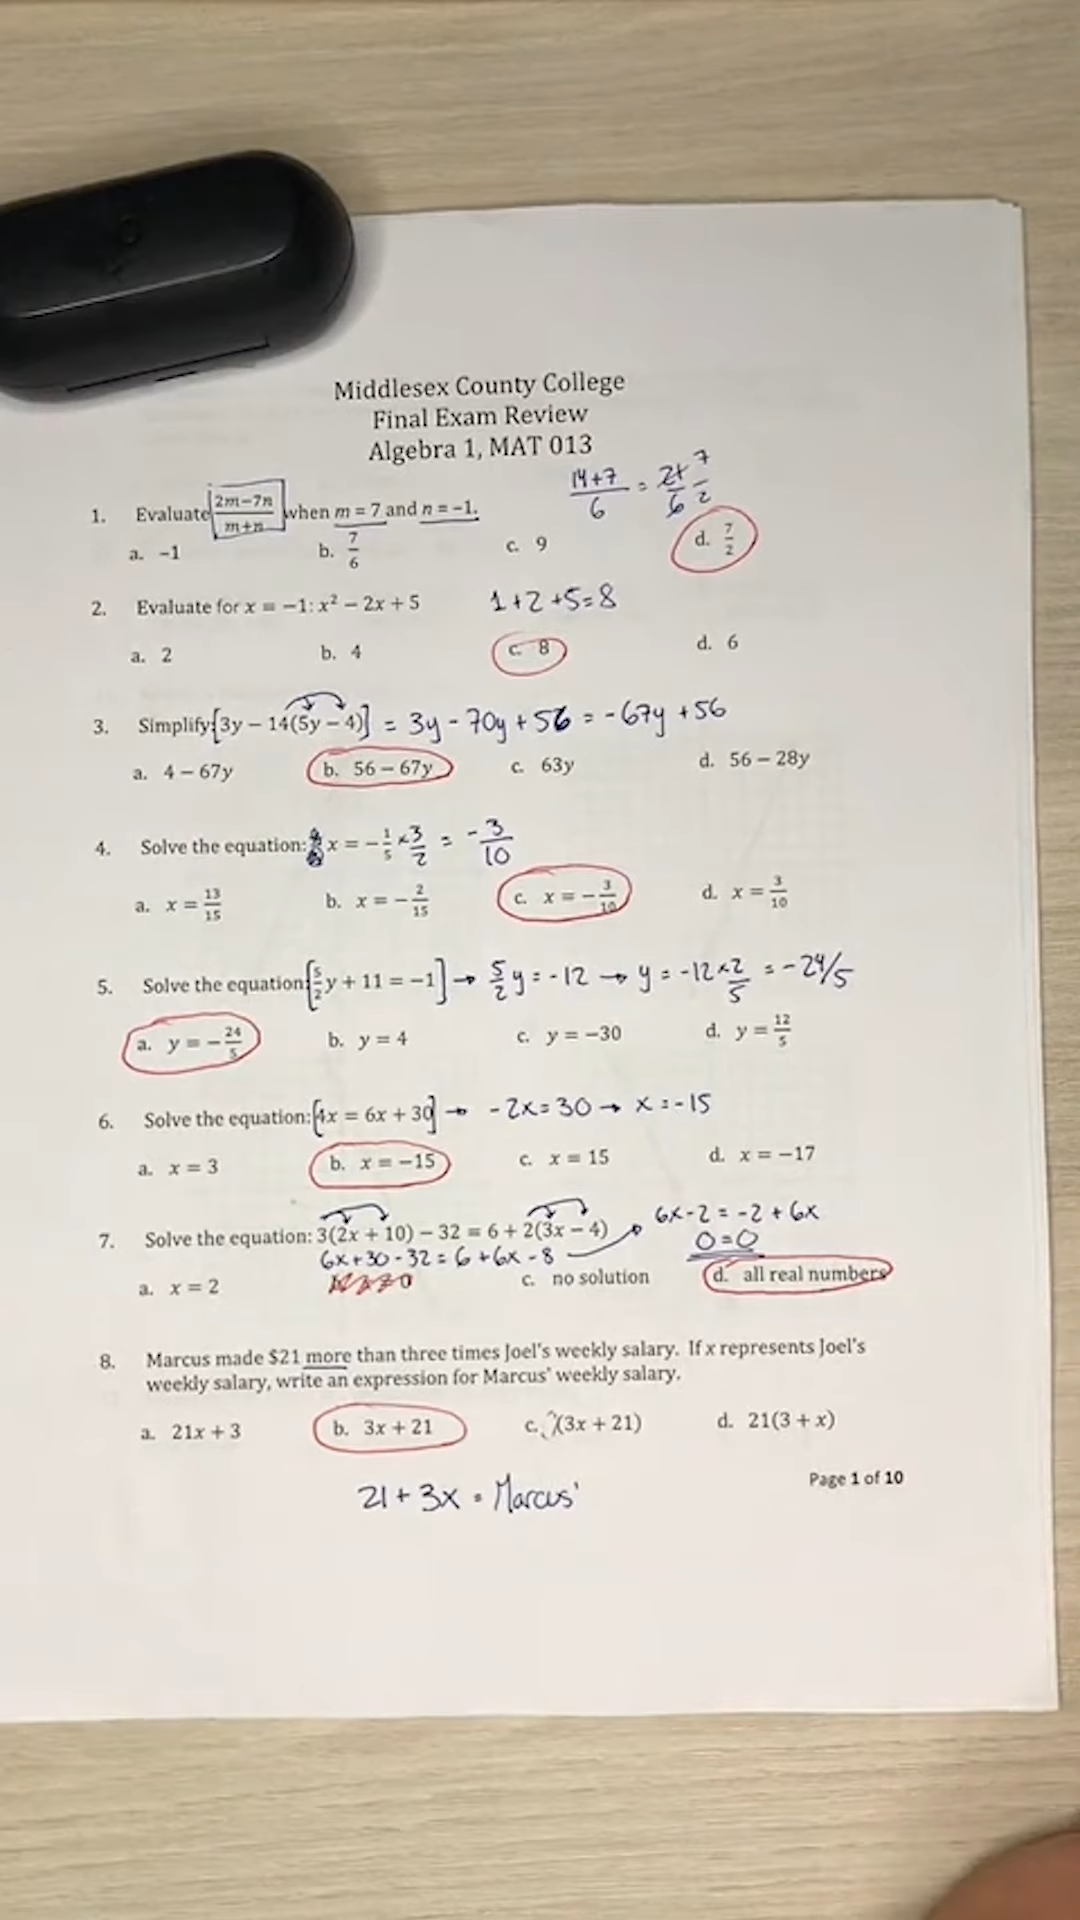 Middlesex County College
Final Exam Review
Algebra 1, MAT 013
14+7/6 = 21/6 7/2
1. Evaluate (2m−7n)/(m+n) when m = 7 and n = −1.
a. −1 b. 7/6 c. 9 d. 7/2
2. Evaluate for x = −1: x² − 2x + 5 1+2+5=8
a. 2 b. 4 c. 8 d. 6
3. Simplify: [3y − 14(5y − 4)] = 3y - 70y + 56 = -67y + 56
a. 4 − 67y b. 56 − 67y c. 63y d. 56 − 28y
4. Solve the equation: x = −1/5 × 3/2 = -3/10
a. x = 13/15 b. x = −2/15 c. x = −3/10 d. x = 3/10
5. Solve the equation: [5/2 y + 11 = −1] → 5/2 y = -12 → y = -12 × 2/5 = -24/5
a. y = −24/5 b. y = 4 c. y = −30 d. y = 12/5
6. Solve the equation: [4x = 6x + 30] → -2x = 30 → x = -15
a. x = 3 b. x = −15 c. x = 15 d. x = −17
7. Solve the equation: 3(2x + 10) − 32 = 6 + 2(3x − 4) 6x - 2 = -2 + 6x
6x + 30 - 32 = 6 + 6x - 8 0 = 0
a. x = 2 c. no solution d. all real numbers
8. Marcus made $21 more than three times Joel's weekly salary. If x represents Joel's
weekly salary, write an expression for Marcus' weekly salary.
a. 21x + 3 b. 3x + 21 c. (3x + 21) d. 21(3 + x)
Page 1 of 10
21 + 3x = Marcus'